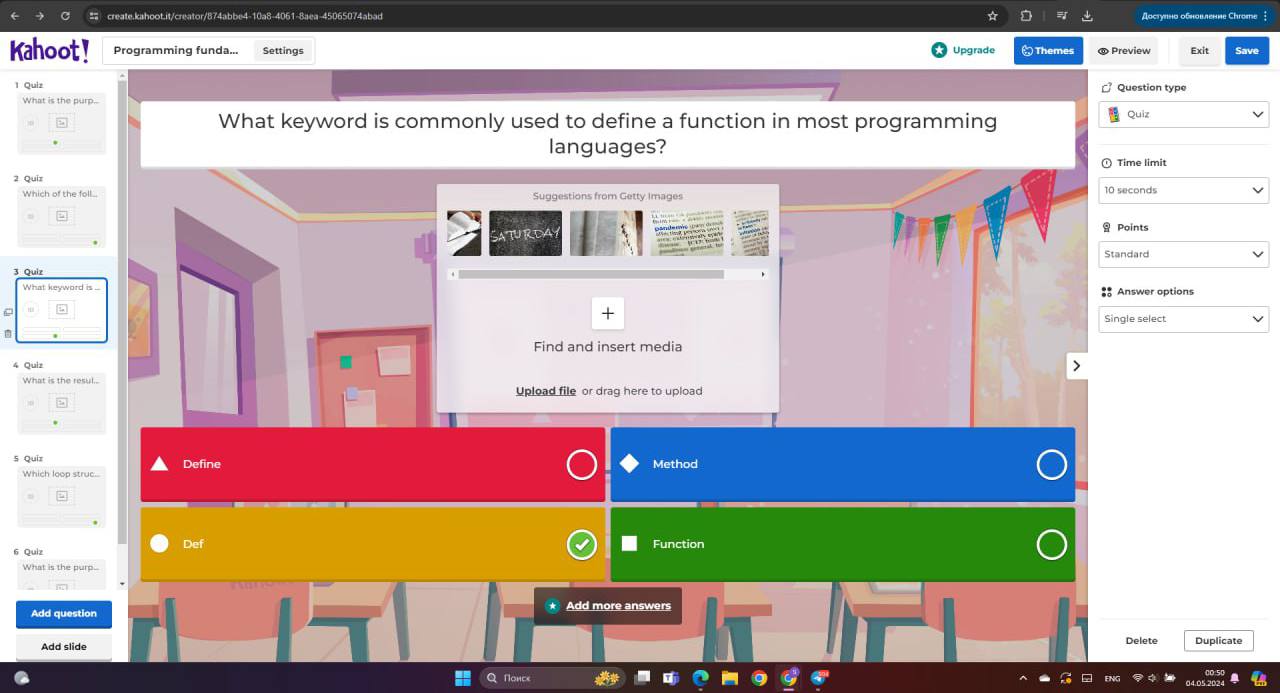 create.kahoot.it/creator/874abbe4-10a8-4061-8aea-45065074abad
Доступно обновление Chrome
Kahoot!
Programming funda...
Settings
Upgrade
Themes
Preview
Exit
Save
1 Quiz
What is the purp...
2 Quiz
Which of the foll...
3 Quiz
What keyword is ...
4 Quiz
What is the resul...
5 Quiz
Which loop struc...
6 Quiz
What is the purp...
Add question
Add slide
What keyword is commonly used to define a function in most programming
languages?
Suggestions from Getty Images
SATURDAY
pandemic
Find and insert media
Upload file or drag here to upload
Define
Method
Def
Function
Add more answers
Question type
Quiz
Time limit
10 seconds
Points
Standard
Answer options
Single select
Delete
Duplicate
Поиск
ENG
00:50
04.05.2024